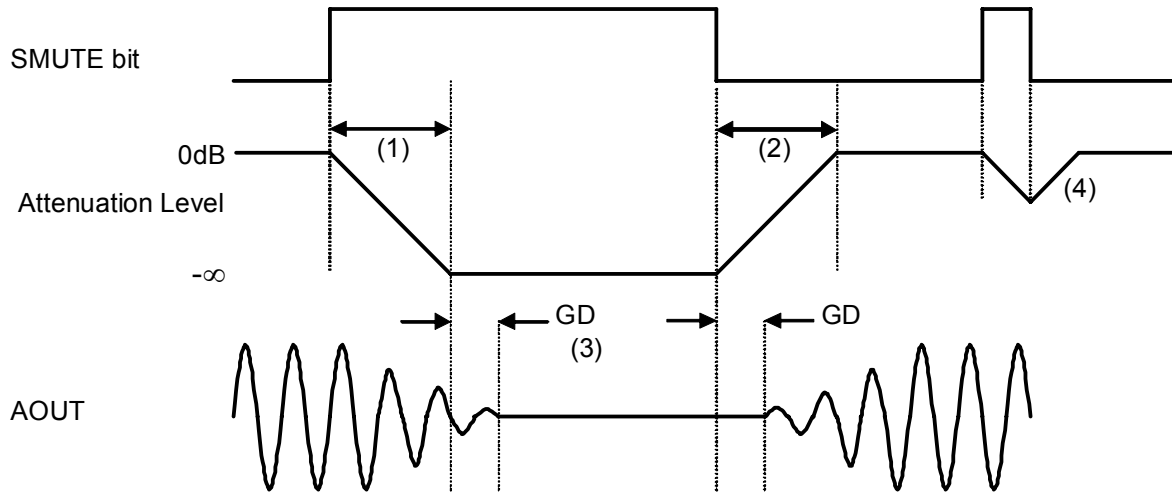 SMUTE bit
(1)
(2)
0dB
(4)
Attenuation Level
-∞
GD
GD
(3)
AOUT